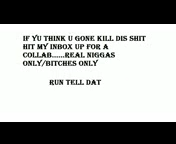 IF YU THINK U GONE KILL DIS SHIT
HIT MY INBOX UP FOR A
COLLAB......REAL NIGGAS
ONLY/BITCHES ONLY
RUN TELL DAT